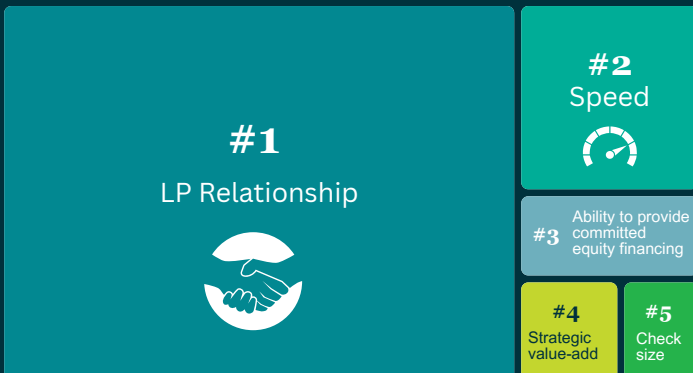 #1
LP Relationship
#2
Speed
#3
Ability to provide
committed
equity financing
#4
Strategic
value-add
#5
Check
size